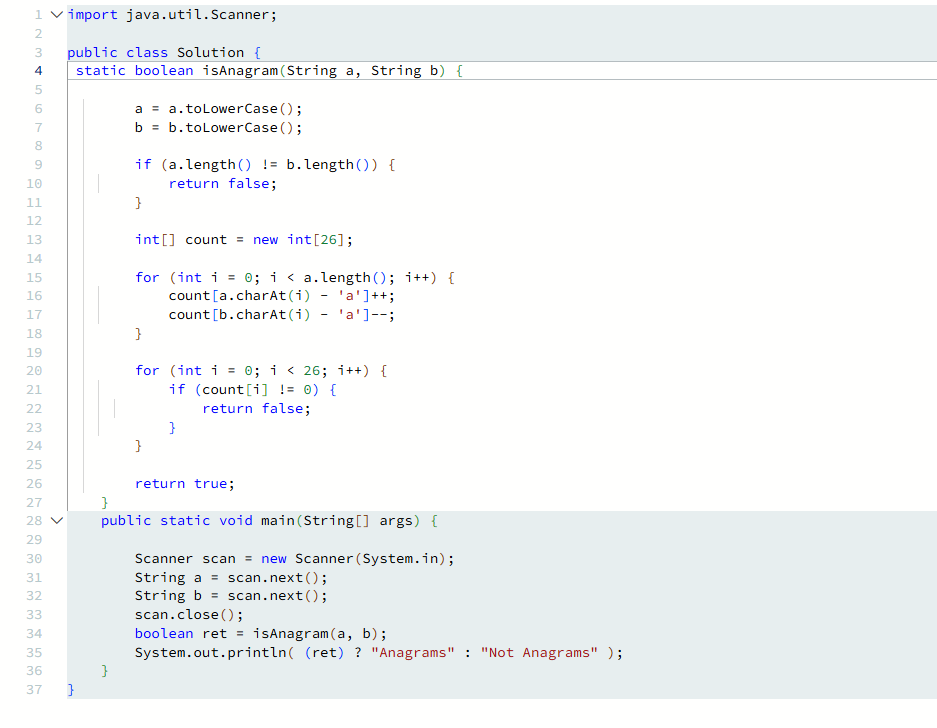 1 import java.util.Scanner;
2
3 public class Solution {
4 static boolean isAnagram(String a, String b) {
5
6 a = a.toLowerCase();
7 b = b.toLowerCase();
8
9 if (a.length() != b.length()) {
10 return false;
11 }
12
13 int[] count = new int[26];
14
15 for (int i = 0; i < a.length(); i++) {
16 count[a.charAt(i) - 'a']++;
17 count[b.charAt(i) - 'a']--;
18 }
19
20 for (int i = 0; i < 26; i++) {
21 if (count[i] != 0) {
22 return false;
23 }
24 }
25
26 return true;
27 }
28 public static void main(String[] args) {
29
30 Scanner scan = new Scanner(System.in);
31 String a = scan.next();
32 String b = scan.next();
33 scan.close();
34 boolean ret = isAnagram(a, b);
35 System.out.println( (ret) ? "Anagrams" : "Not Anagrams" );
36 }
37 }